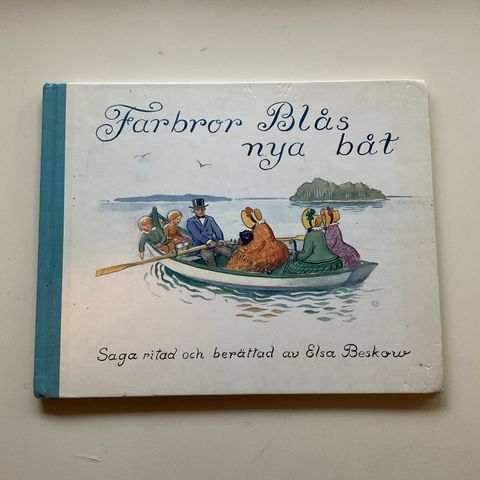 Farbror Blås
nya båt
Saga ritad och berättad av Elsa Beskow